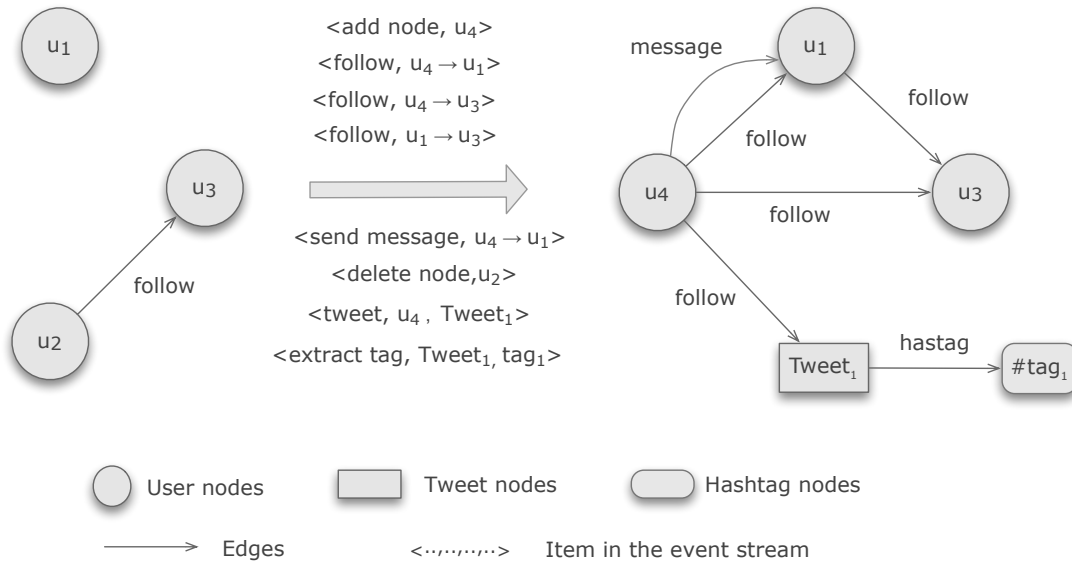 u1
<add node, u4>
<follow, u4 → u1>
<follow, u4 → u3>
<follow, u1 → u3>
u3
follow
u2
<send message, u4 → u1>
<delete node,u2>
<tweet, u4 , Tweet1>
<extract tag, Tweet1, tag1>
message
u1
follow
follow
u4
u3
follow
follow
hastag
Tweet1
#tag1
User nodes
Tweet nodes
Hashtag nodes
Edges
<..,..,..,..>
Item in the event stream